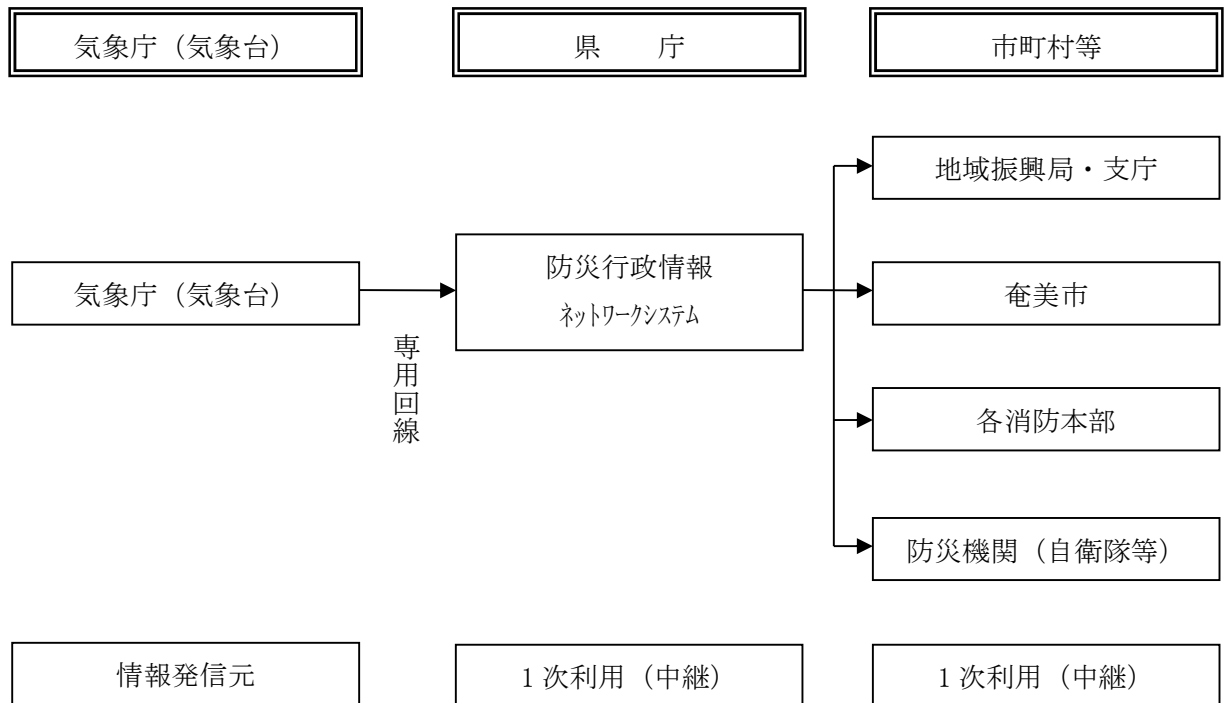 気象庁（気象台）
県　　庁
市町村等
地域振興局・支庁
気象庁（気象台）
専用回線
防災行政情報
ﾈｯﾄﾜｰｸｼｽﾃﾑ
奄美市
各消防本部
防災機関（自衛隊等）
情報発信元
1次利用（中継）
1次利用（中継）